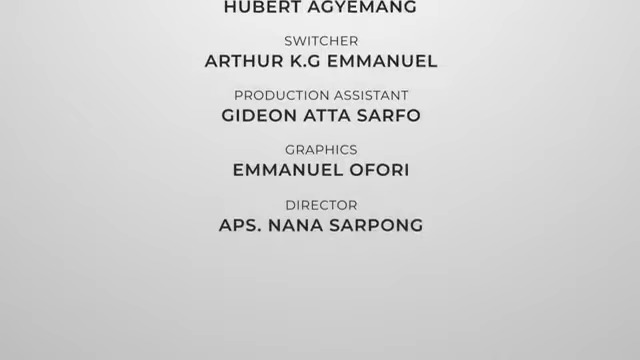 HUBERT AGYEMANG
SWITCHER
ARTHUR K.G EMMANUEL
PRODUCTION ASSISTANT
GIDEON ATTA SARFO
GRAPHICS
EMMANUEL OFORI
DIRECTOR
APS. NANA SARPONG